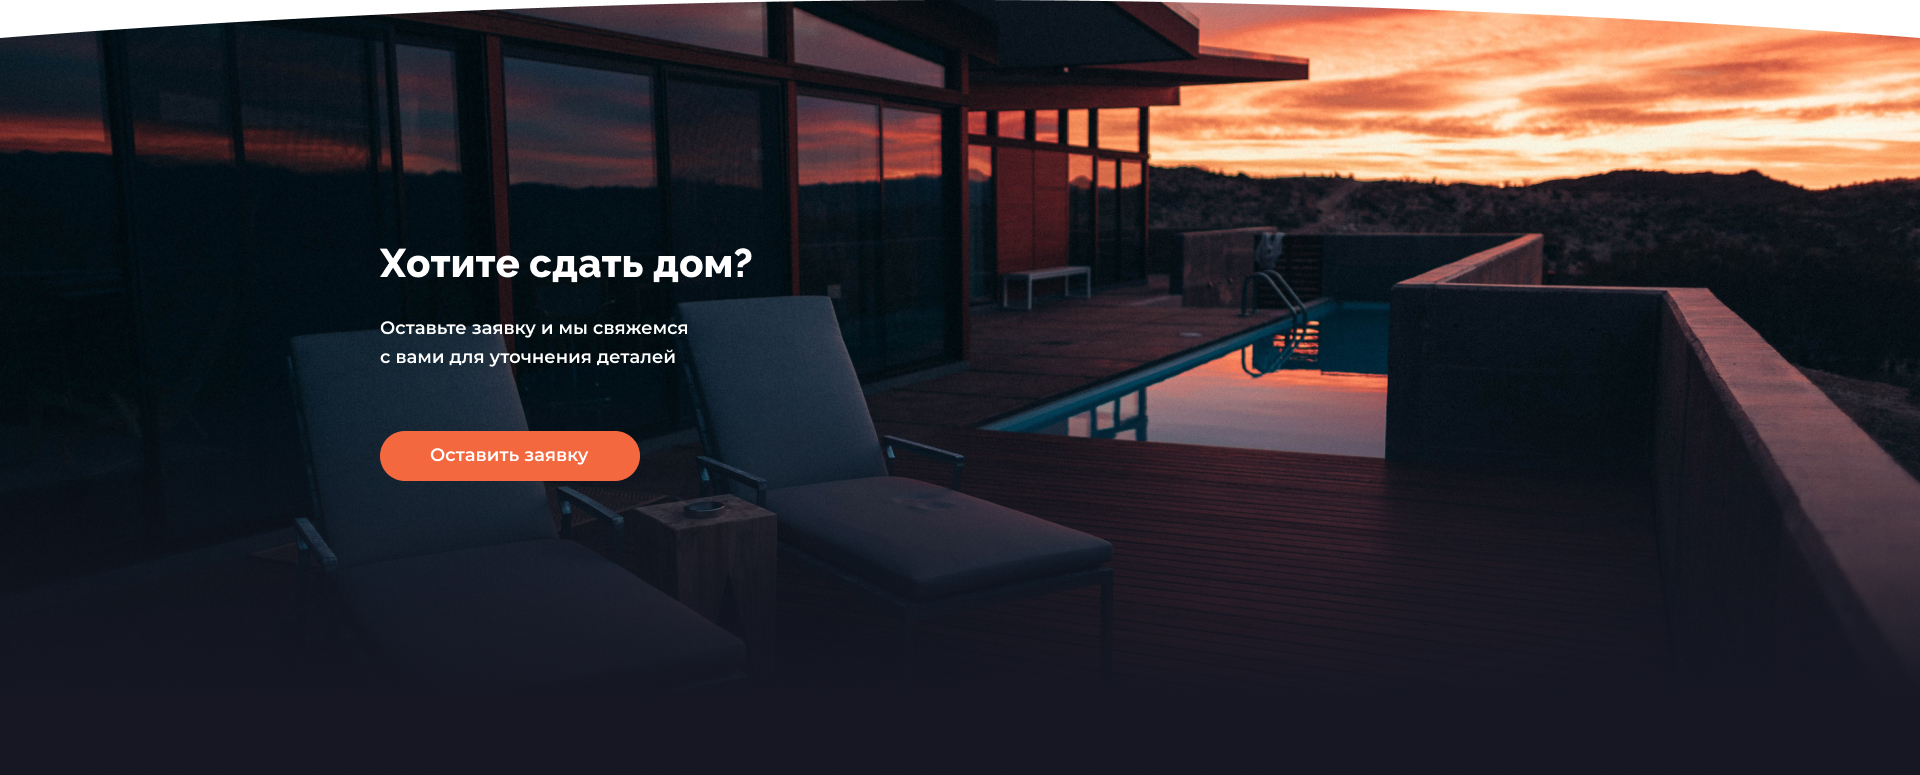 Хотите сдать дом?
Оставьте заявку и мы свяжемся
с вами для уточнения деталей
Оставить заявку